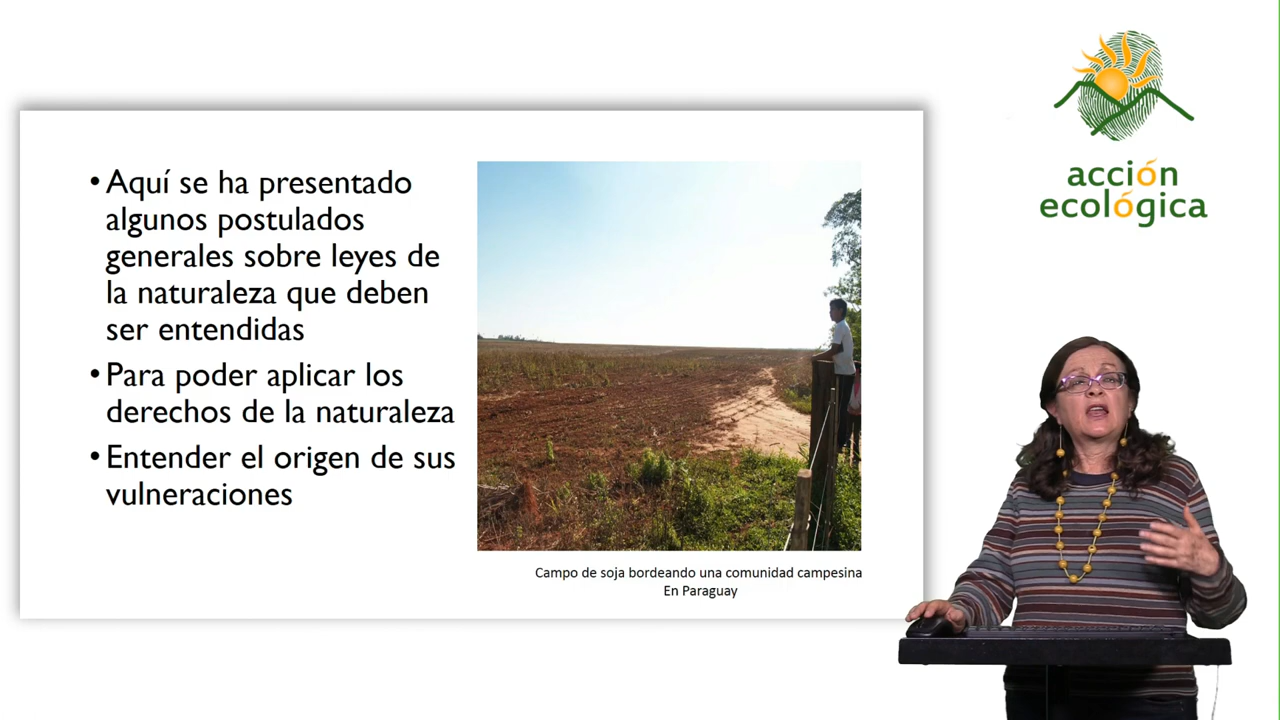 •Aquí se ha presentado
algunos postulados
generales sobre leyes de
la naturaleza que deben
ser entendidas
•Para poder aplicar los
derechos de la naturaleza
•Entender el origen de sus
vulneraciones
Campo de soja bordeando una comunidad campesina
En Paraguay
acción
ecológica